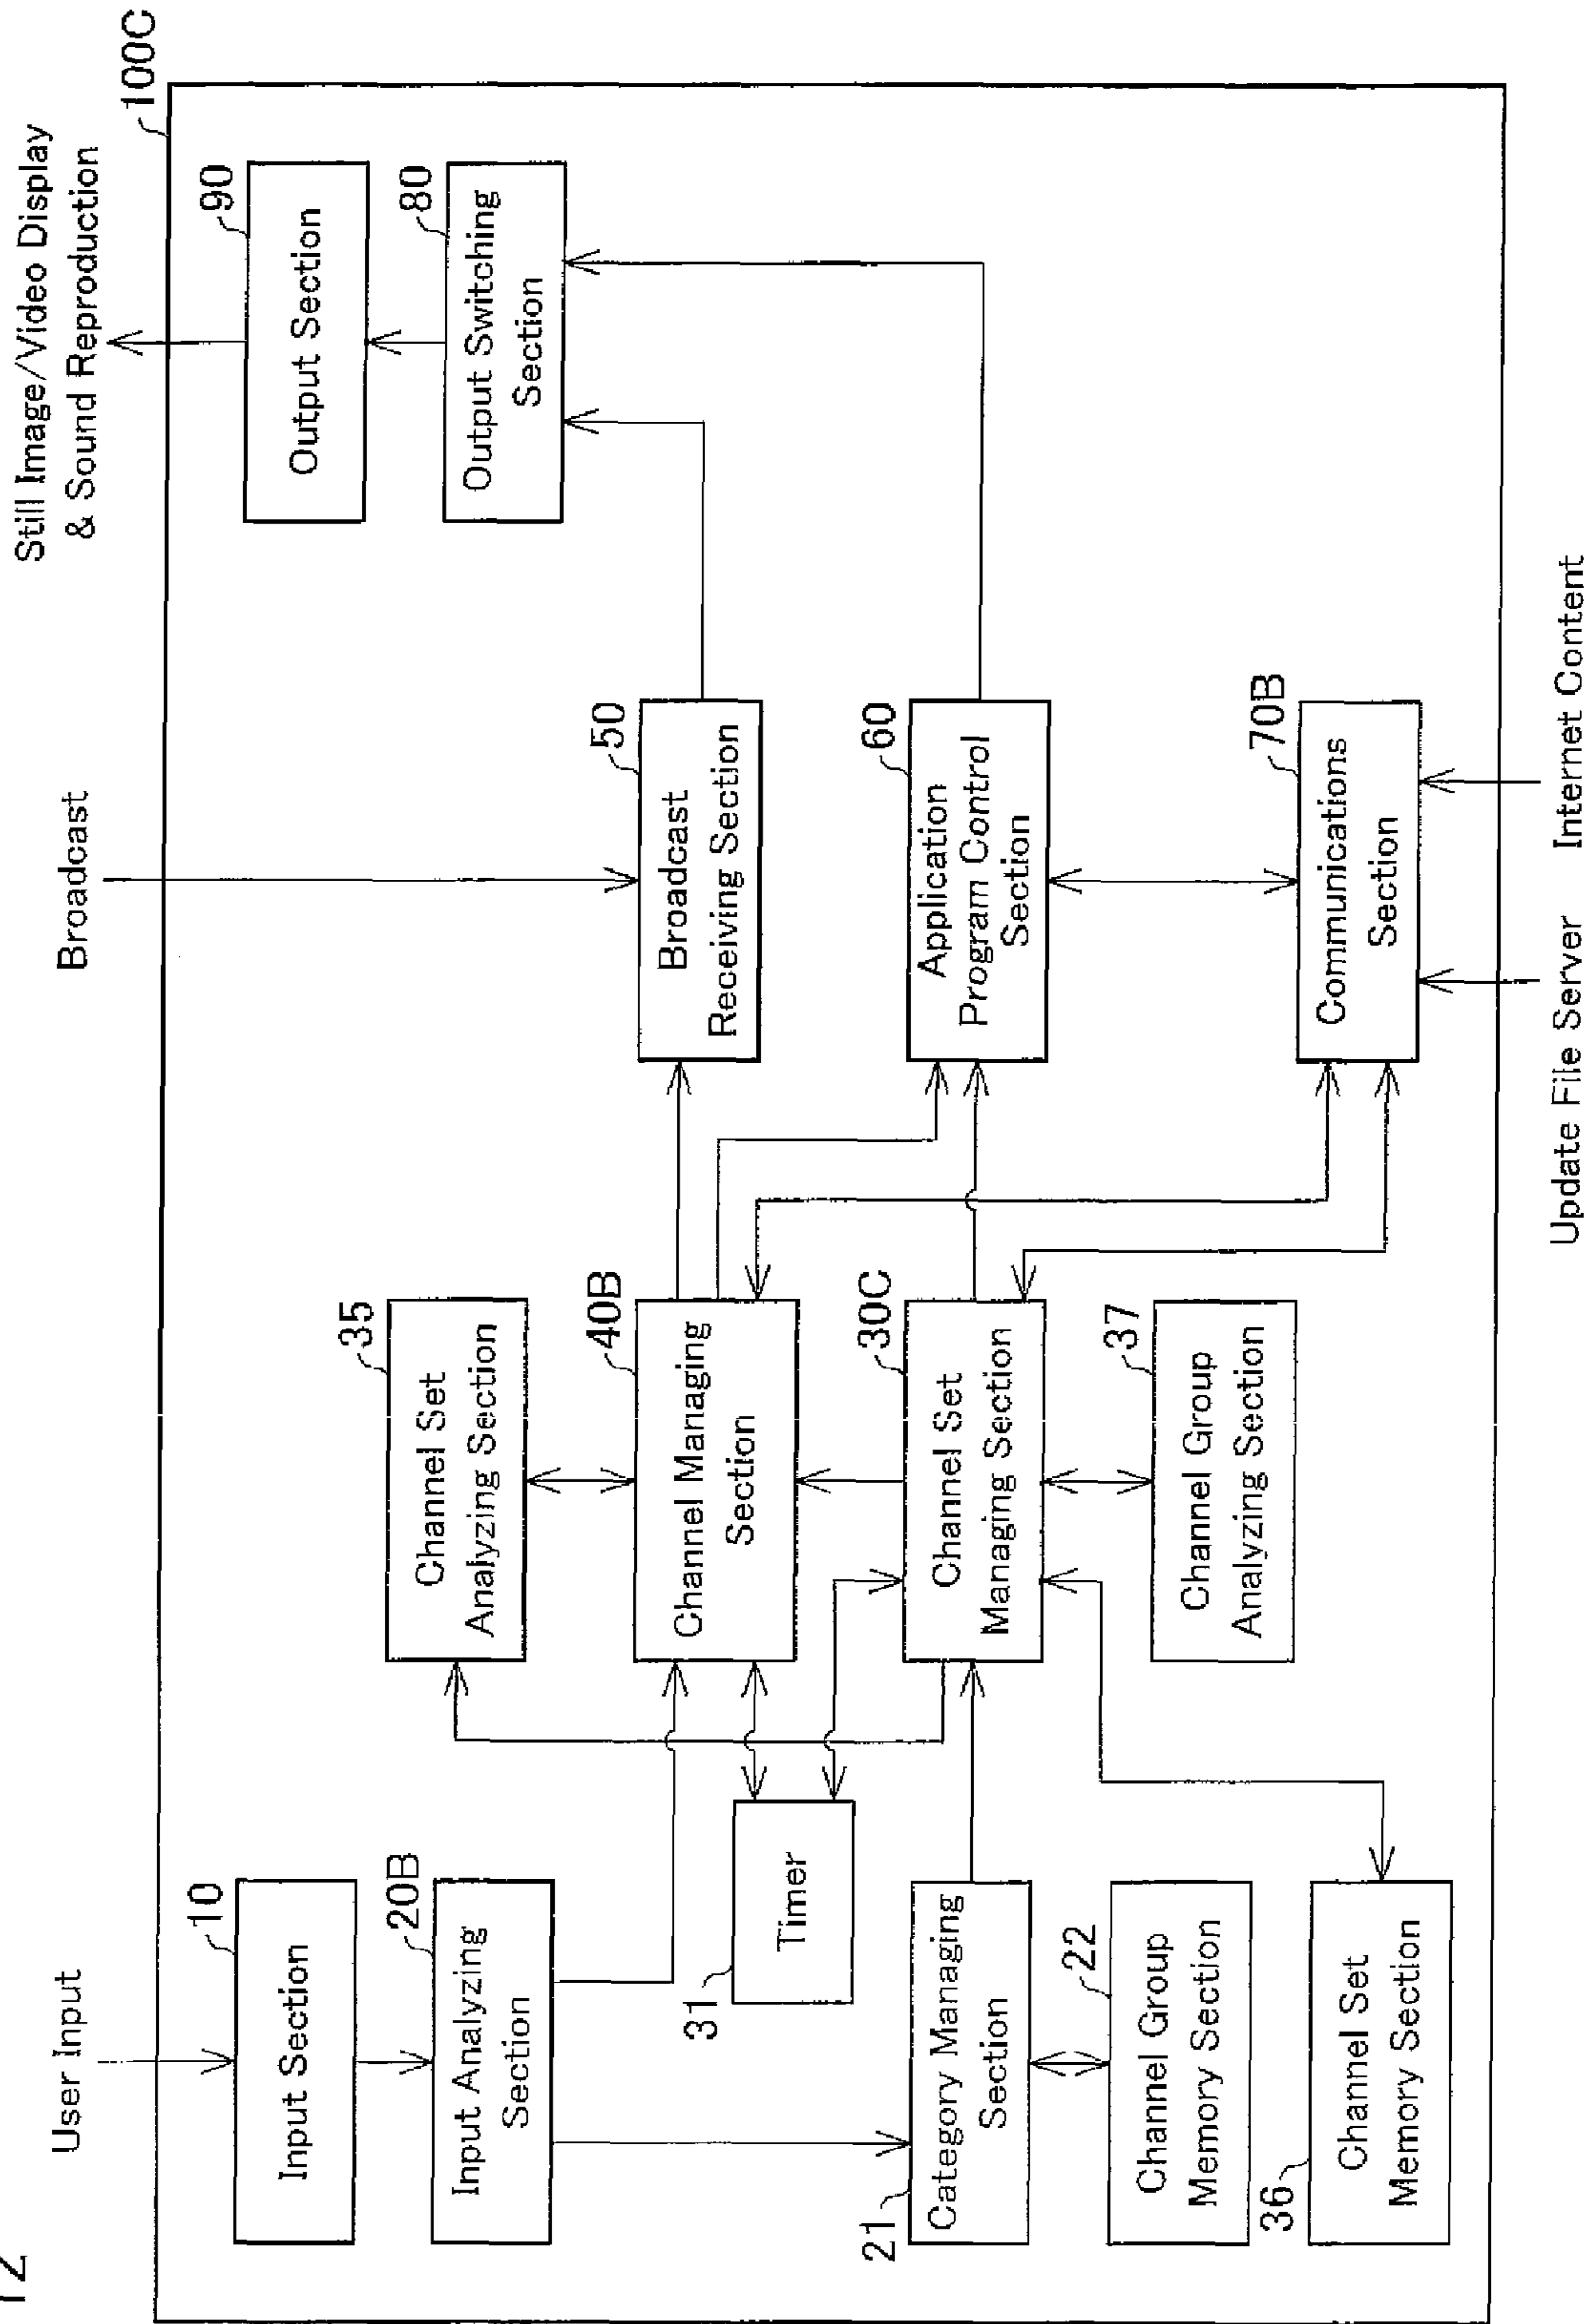 12
User Input
Broadcast
Still Image/Video Display
& Sound Reproduction
100C
10
Input Section
20B
Input Analyzing
Section
31
Timer
21
Category Managing
Section
22
Channel Group
Memory Section
36
Channel Set
Memory Section
35
Channel Set
Analyzing Section
40B
Channel Managing
Section
30C
Channel Set
Managing Section
37
Channel Group
Analyzing Section
50
Broadcast
Receiving Section
60
Application
Program Control
Section
70B
Communications
Section
90
Output Section
80
Output Switching
Section
Update File Server
Internet Content